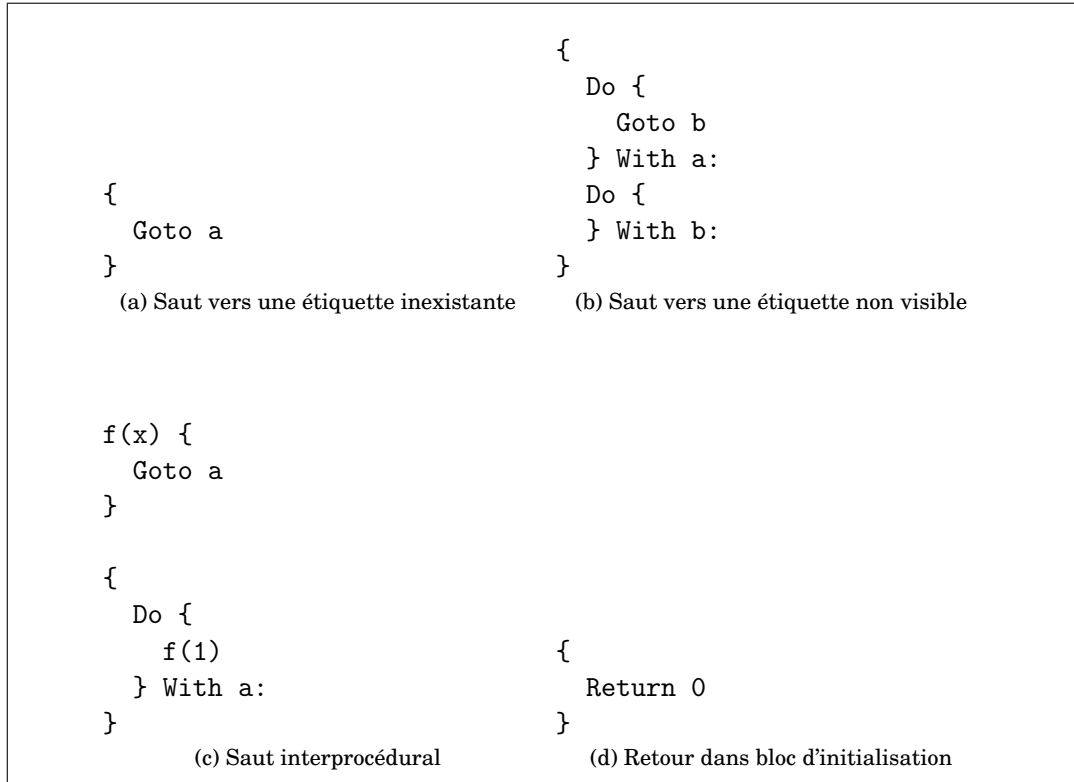 {
  Goto a
}
(a) Saut vers une étiquette inexistante
{
  Do {
    Goto b
  } With a:
  Do {
  } With b:
}
(b) Saut vers une étiquette non visible
f(x) {
  Goto a
}
{
  Do {
    f(1)
  } With a:
}
(c) Saut interprocédural
{
  Return 0
}
(d) Retour dans bloc d'initialisation